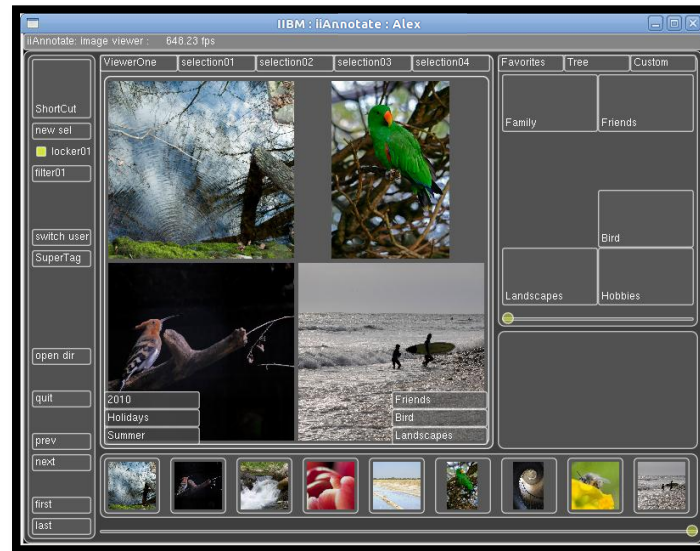 IIBM : iiAnnotate : Alex
iiAnnotate: image viewer : 646.23 fps
ViewerOne selection01 selection02 selection03 selection04
Favorites Tree Custom
ShortCut
new sel
locker01
filter01
switch user
SuperTag
open dir
quit
prev
next
first
last
2010
Holidays
Summer
Friends
Bird
Landscapes
Family Friends
Bird
Landscapes Hobbies